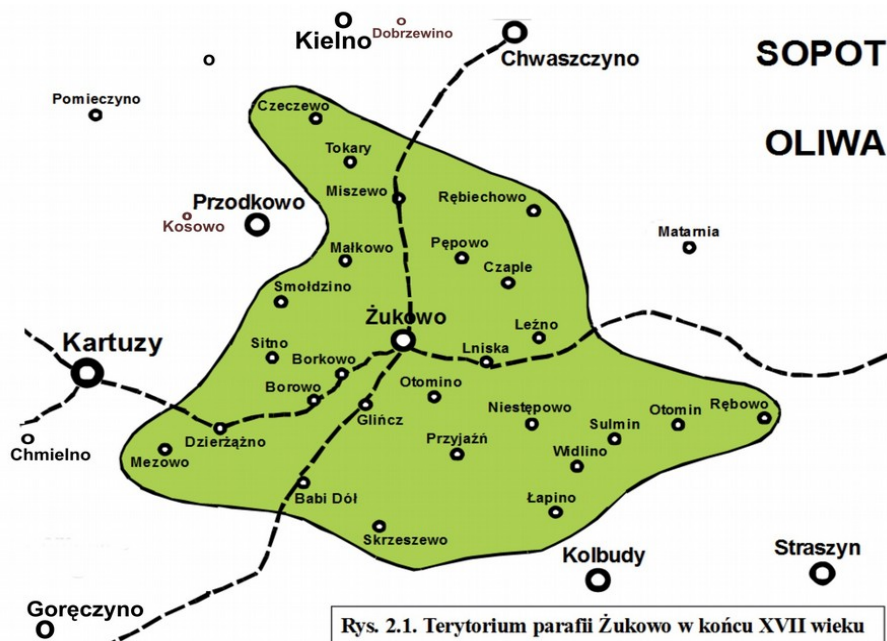 Kielno
Dobrzewino
Chwaszczyno
SOPOT
Pomieczyno
Czeczewo
OLIWA
Tokary
Miszewo
Rębiechowo
Przodkowo
Kosowo
Matarnia
Małkowo
Pępowo
Czaple
Smołdzino
Żukowo
Leźno
Kartuzy
Sitno
Borkowo
Lniska
Borowo
Otomino
Glińcz
Niestępowo
Sulmin
Otomin
Rębowo
Dzierżążno
Przyjaźń
Widlino
Chmielno
Mezowo
Babi Dół
Łapino
Skrzeszewo
Kolbudy
Straszyn
Goręczyno
Rys. 2.1. Terytorium parafii Żukowo w końcu XVII wieku